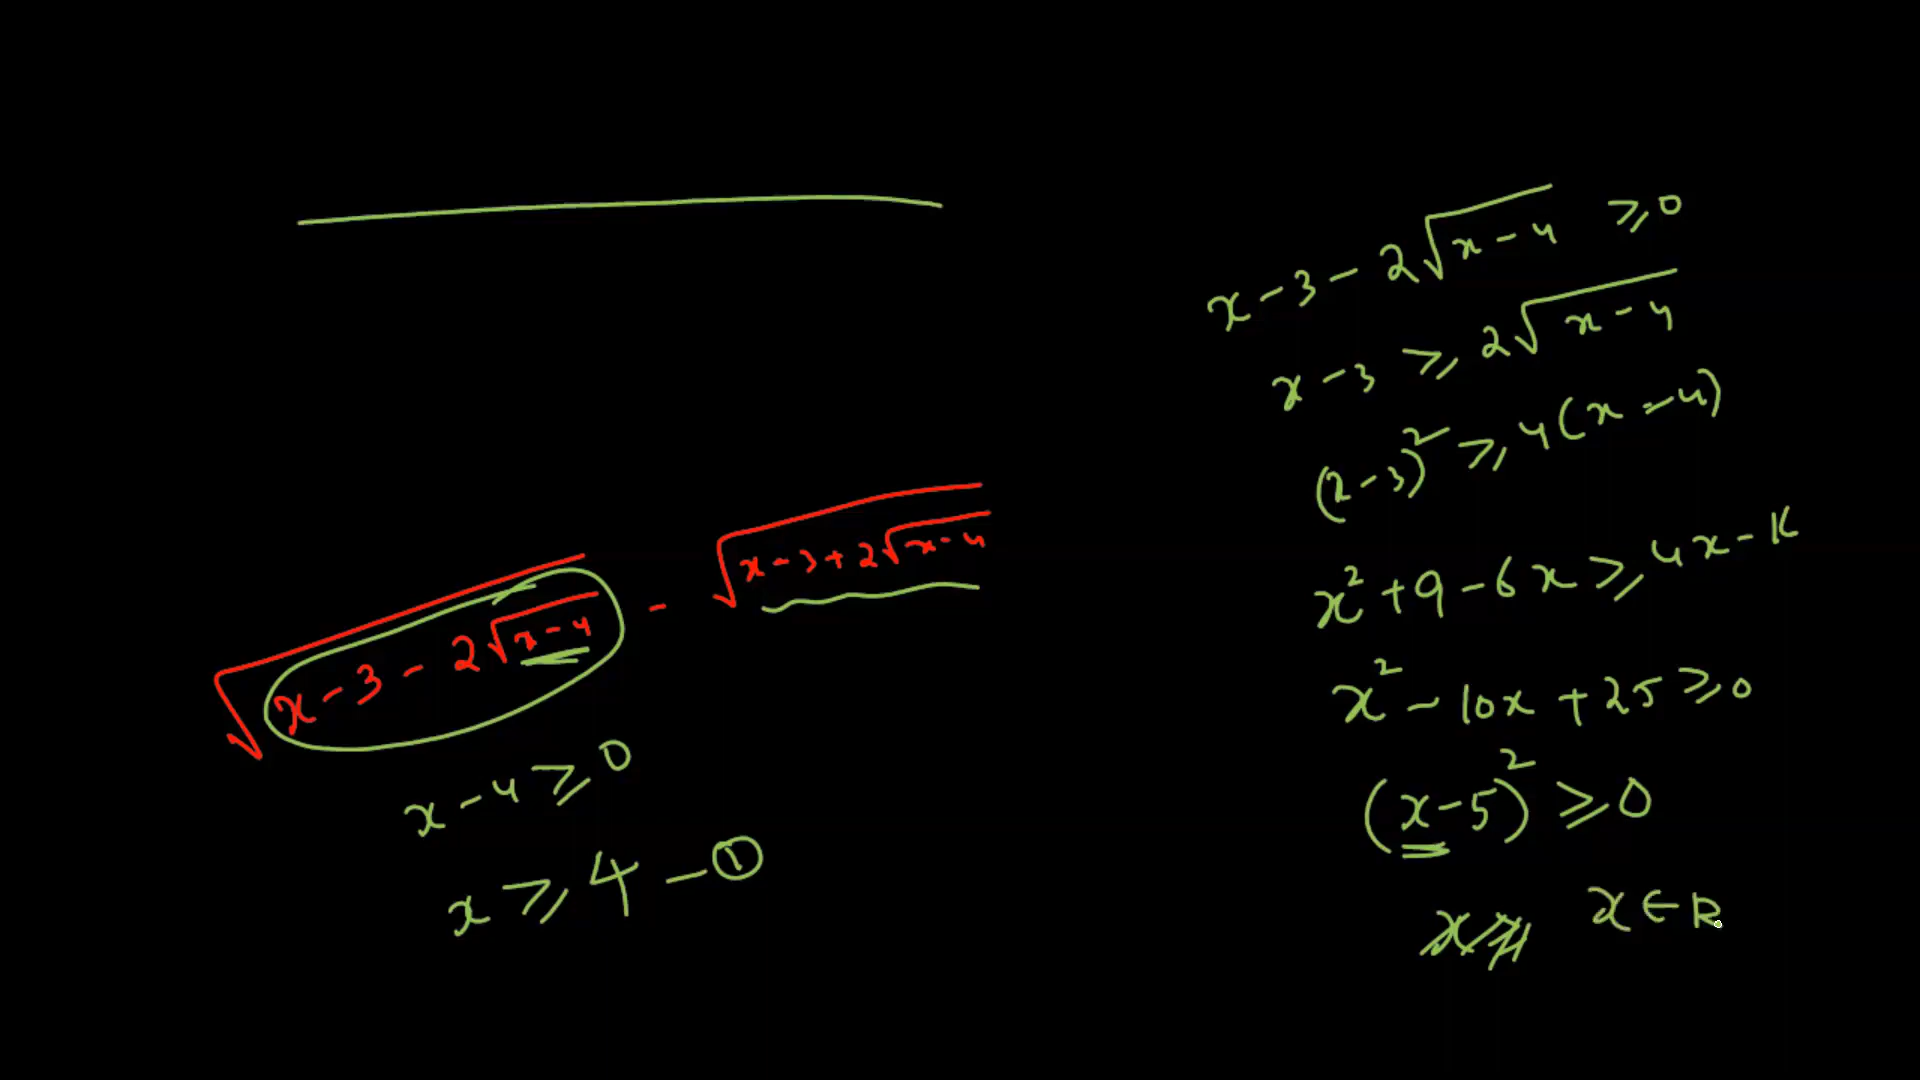 √(x-3-2√(x-4)) - √(x-3+2√(x-4))
x-4≥0
x≥4-①
x-3-2√(x-4) ≥0
x-3≥2√(x-4)
(2-3)²≥4(x-4)
x²+9-6x≥4x-16
x²-10x+25≥0
(x-5)²≥0
x∈R